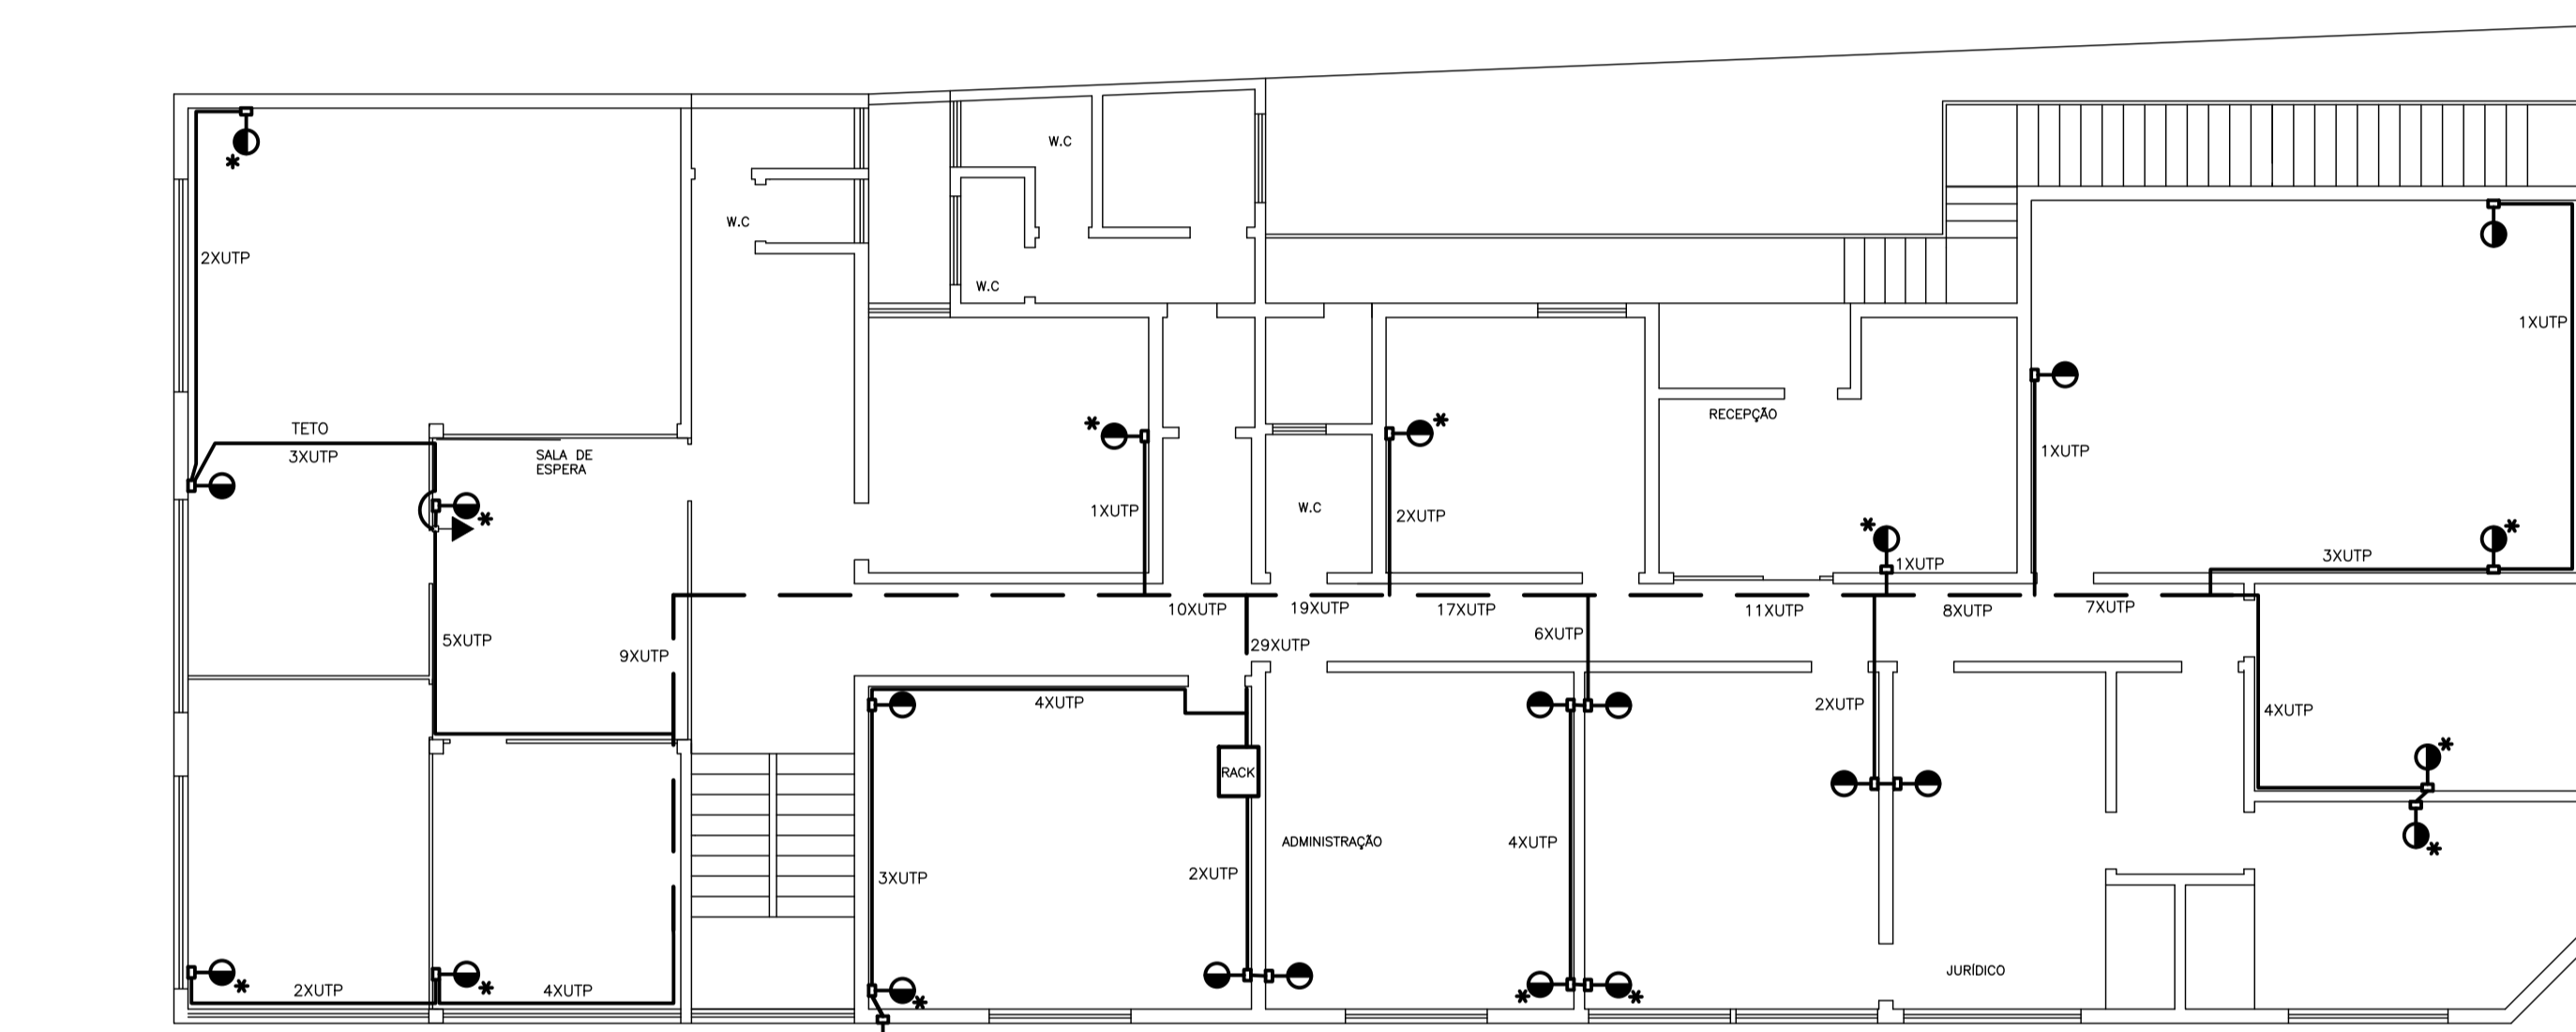 W.C
W.C
2XUTP
W.C
1XUTP
TETO
3XUTP
SALA DE
ESPERA
RECEPÇÃO
1XUTP
1XUTP
W.C
2XUTP
1XUTP
3XUTP
10XUTP
19XUTP
17XUTP
11XUTP
8XUTP
7XUTP
5XUTP
9XUTP
29XUTP
6XUTP
4XUTP
2XUTP
4XUTP
RACK
ADMINISTRAÇÃO
4XUTP
3XUTP
2XUTP
JURÍDICO
2XUTP
4XUTP